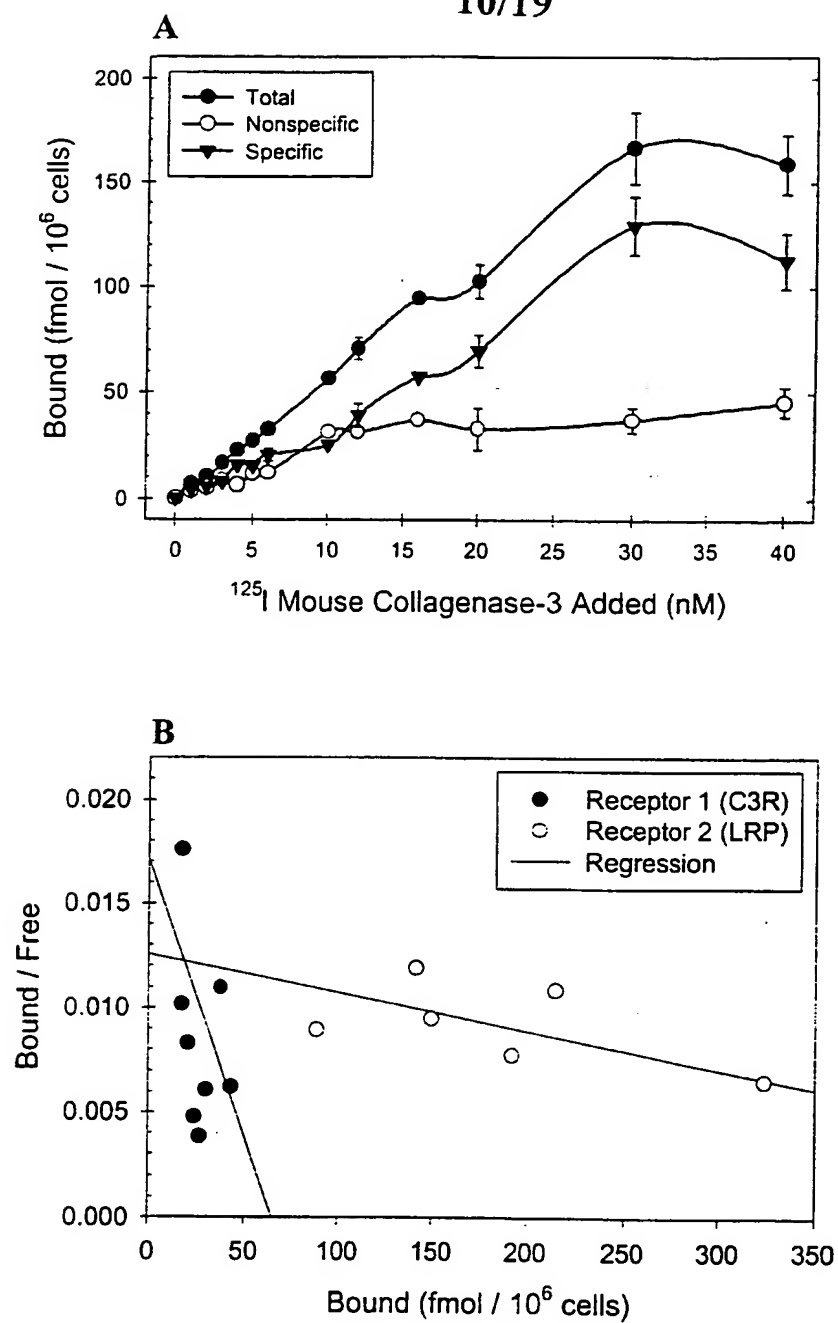 10/19
A
200
150
100
50
0
Bound (fmol / 10⁶ cells)
Total
Nonspecific
Specific
0 5 10 15 20 25 30 35 40
¹²⁵I Mouse Collagenase-3 Added (nM)
B
0.020
0.015
0.010
0.005
0.000
Bound / Free
Receptor 1 (C3R)
Receptor 2 (LRP)
Regression
0 50 100 150 200 250 300 350
Bound (fmol / 10⁶ cells)